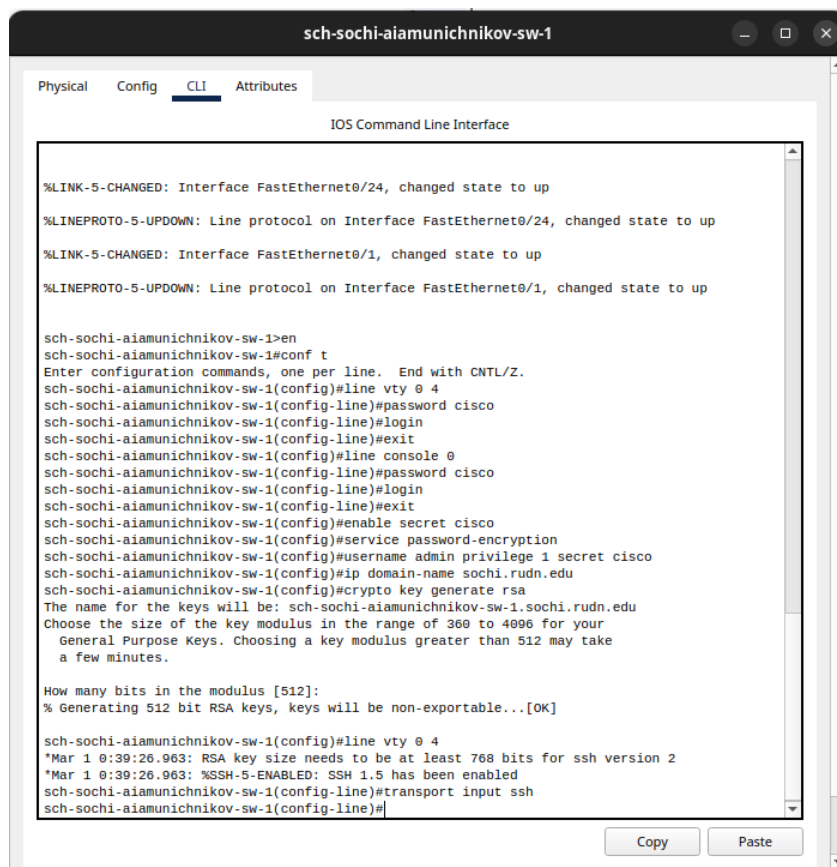 sch-sochi-aiamunichnikov-sw-1
Physical Config CLI Attributes
IOS Command Line Interface
%LINK-5-CHANGED: Interface FastEthernet0/24, changed state to up
%LINEPROTO-5-UPDOWN: Line protocol on Interface FastEthernet0/24, changed state to up
%LINK-5-CHANGED: Interface FastEthernet0/1, changed state to up
%LINEPROTO-5-UPDOWN: Line protocol on Interface FastEthernet0/1, changed state to up
sch-sochi-aiamunichnikov-sw-1>en
sch-sochi-aiamunichnikov-sw-1#conf t
Enter configuration commands, one per line.  End with CNTL/Z.
sch-sochi-aiamunichnikov-sw-1(config)#line vty 0 4
sch-sochi-aiamunichnikov-sw-1(config-line)#password cisco
sch-sochi-aiamunichnikov-sw-1(config-line)#login
sch-sochi-aiamunichnikov-sw-1(config-line)#exit
sch-sochi-aiamunichnikov-sw-1(config)#line console 0
sch-sochi-aiamunichnikov-sw-1(config-line)#password cisco
sch-sochi-aiamunichnikov-sw-1(config-line)#login
sch-sochi-aiamunichnikov-sw-1(config-line)#exit
sch-sochi-aiamunichnikov-sw-1(config)#enable secret cisco
sch-sochi-aiamunichnikov-sw-1(config)#service password-encryption
sch-sochi-aiamunichnikov-sw-1(config)#username admin privilege 1 secret cisco
sch-sochi-aiamunichnikov-sw-1(config)#ip domain-name sochi.rudn.edu
sch-sochi-aiamunichnikov-sw-1(config)#crypto key generate rsa
The name for the keys will be: sch-sochi-aiamunichnikov-sw-1.sochi.rudn.edu
Choose the size of the key modulus in the range of 360 to 4096 for your
General Purpose Keys. Choosing a key modulus greater than 512 may take
a few minutes.
How many bits in the modulus [512]:
% Generating 512 bit RSA keys, keys will be non-exportable...[OK]
sch-sochi-aiamunichnikov-sw-1(config)#line vty 0 4
*Mar 1 0:39:26.963: RSA key size needs to be at least 768 bits for ssh version 2
*Mar 1 0:39:26.963: %SSH-5-ENABLED: SSH 1.5 has been enabled
sch-sochi-aiamunichnikov-sw-1(config-line)#transport input ssh
sch-sochi-aiamunichnikov-sw-1(config-line)#
Copy Paste